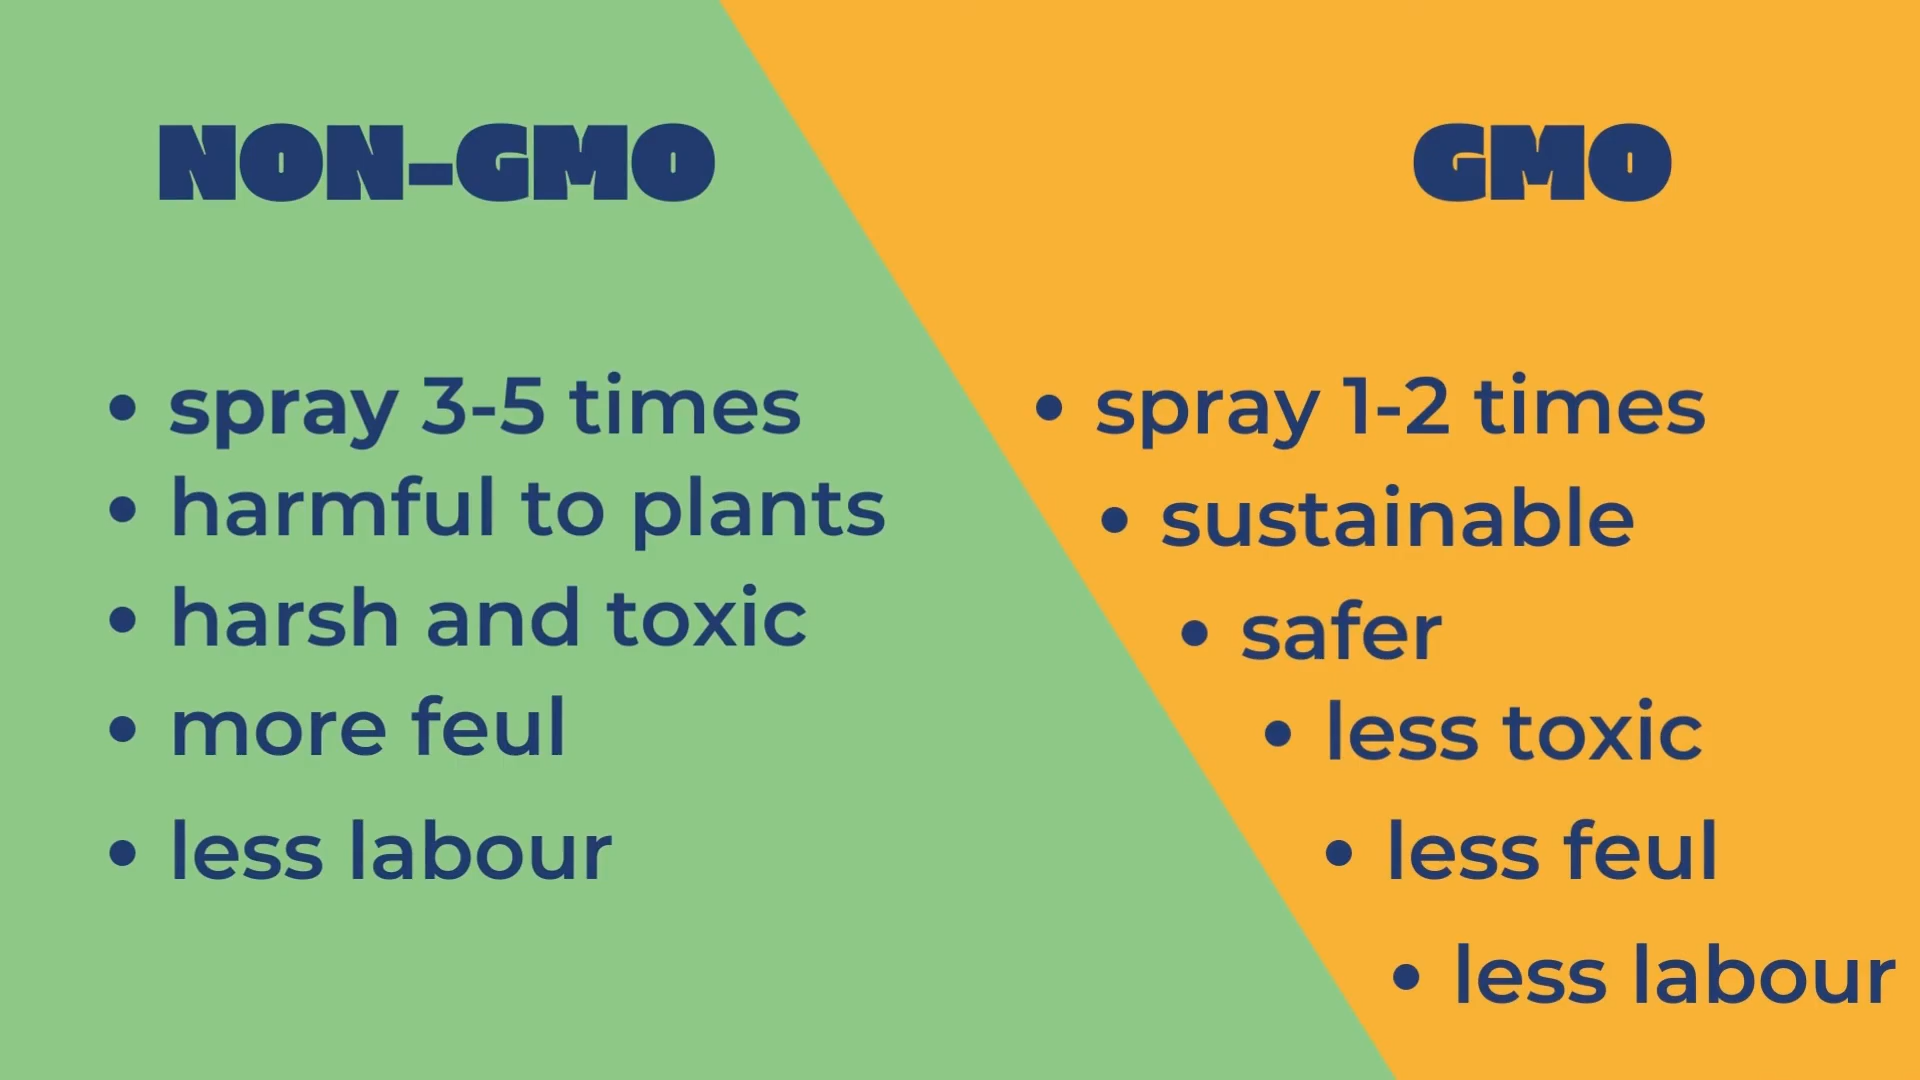 NON-GMO
• spray 3-5 times
• harmful to plants
• harsh and toxic
• more feul
• less labour
GMO
• spray 1-2 times
• sustainable
• safer
• less toxic
• less feul
• less labour